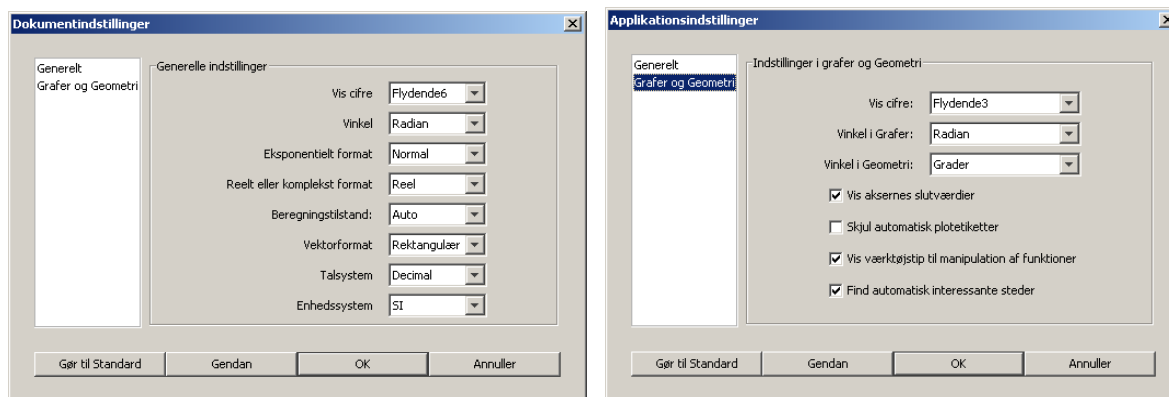 Dokumentindstillinger
Generelt
Grafer og Geometri
Generelle indstillinger
Vis cifre Flydende6
Vinkel Radian
Eksponentielt format Normal
Reelt eller komplekst format Reel
Beregningstilstand: Auto
Vektorformat Rektangulær
Talsystem Decimal
Enhedssystem SI
Gør til Standard Gendan OK Annuller
Applikationsindstillinger
Generelt
Grafer og Geometri
Indstillinger i grafer og Geometri
Vis cifre: Flydende3
Vinkel i Grafer: Radian
Vinkel i Geometri: Grader
Vis aksernes slutværdier
Skjul automatisk plotetiketter
Vis værktøjstip til manipulation af funktioner
Find automatisk interessante steder
Gør til Standard Gendan OK Annuller